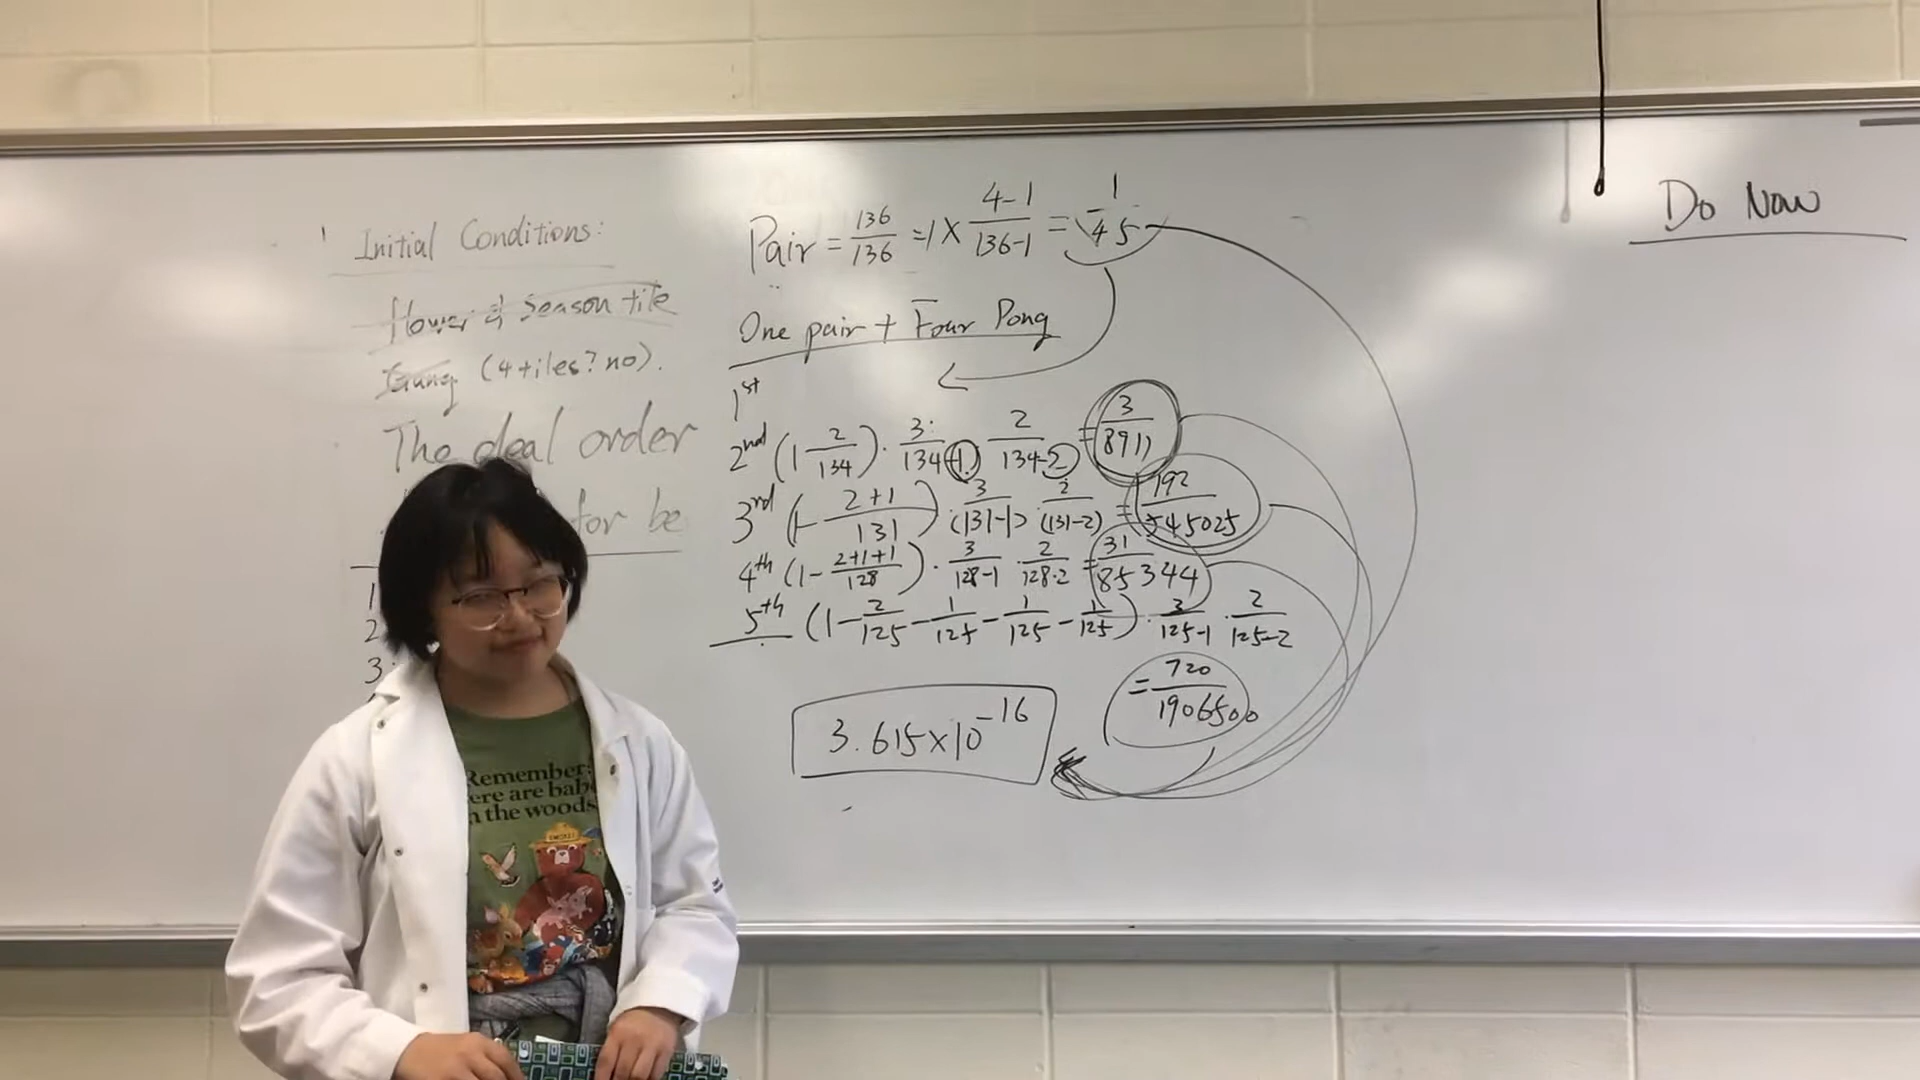 Initial Conditions:
Flower & Season tile
Gang (4 tiles? no).
The deal order
for be
1
2
3.
Pair = 136/136 = 1 × 4-1/136-1 = 1/45
One pair + Four Pong
1st
2nd (1-2/134) · 3/134-1 · 2/134-2 = 3/8911
3rd (1-2+1/131) · 3/(131-1) · 2/(131-2) = 192/545025
4th (1-2+1+1/128) · 3/128-1 · 2/128-2 = 31/85344
5th (1-2/125-1/125-1/125-1/125) · 3/125-1 · 2/125-2
= 720/1906500
3.615×10^-16
Do Now
Remember:
ere are bab
n the woods
SMOKEY